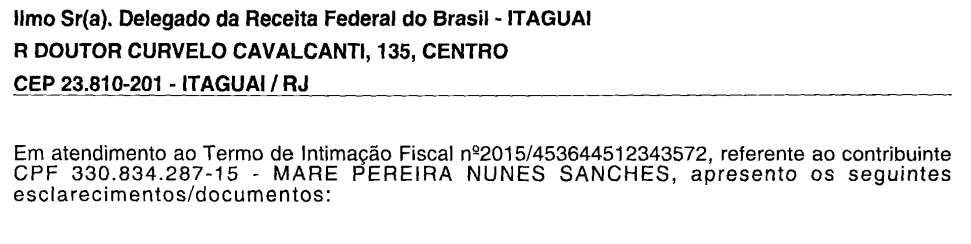 Ilmo Sr(a). Delegado da Receita Federal do Brasil - ITAGUAI
R DOUTOR CURVELO CAVALCANTI, 135, CENTRO
CEP 23.810-201 - ITAGUAI / RJ
Em atendimento ao Termo de Intimação Fiscal nº2015/453644512343572, referente ao contribuinte
CPF 330.834.287-15 - MARE PEREIRA NUNES SANCHES, apresento os seguintes
esclarecimentos/documentos: